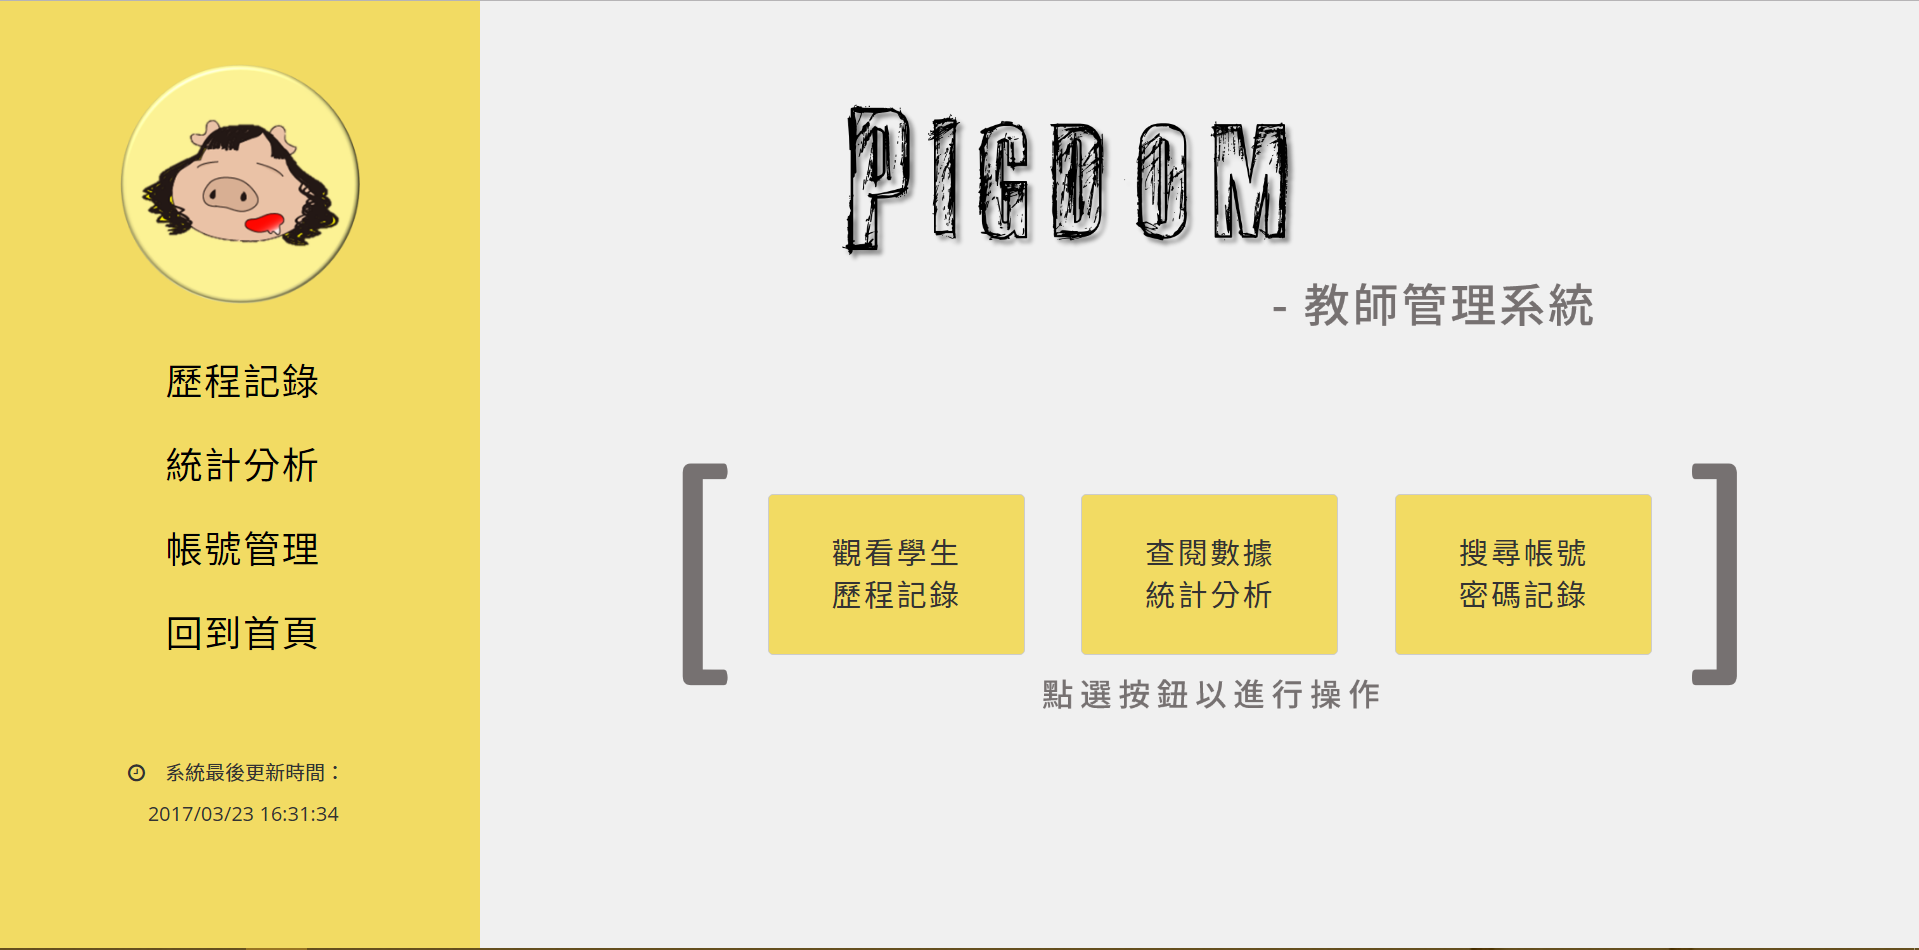 歷程記錄
統計分析
帳號管理
回到首頁
系統最後更新時間：
2017/03/23 16:31:34
PIGDOM
- 教師管理系統
觀看學生
歷程記錄
查閱數據
統計分析
搜尋帳號
密碼記錄
點選按鈕以進行操作